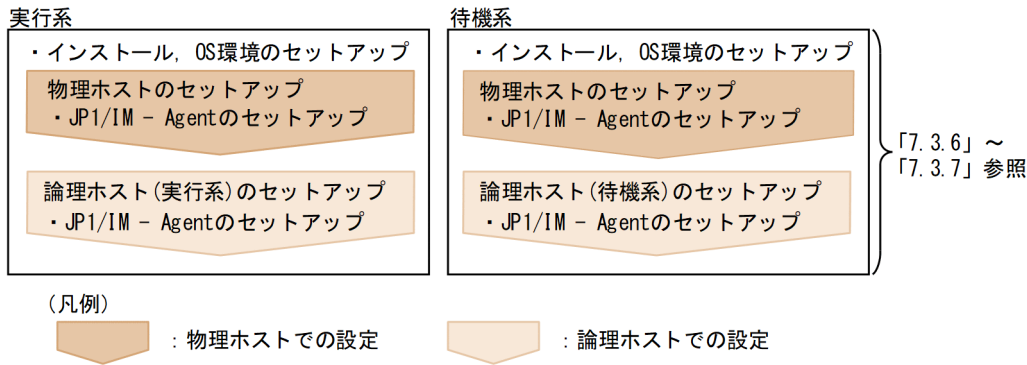 実行系
・インストール，OS環境のセットアップ
物理ホストのセットアップ
・JP1/IM － Agentのセットアップ
論理ホスト(実行系)のセットアップ
・JP1/IM － Agentのセットアップ
待機系
・インストール，OS環境のセットアップ
物理ホストのセットアップ
・JP1/IM － Agentのセットアップ
論理ホスト(待機系)のセットアップ
・JP1/IM － Agentのセットアップ
「7.3.6」～
「7.3.7」参照
(凡例)
：物理ホストでの設定
：論理ホストでの設定